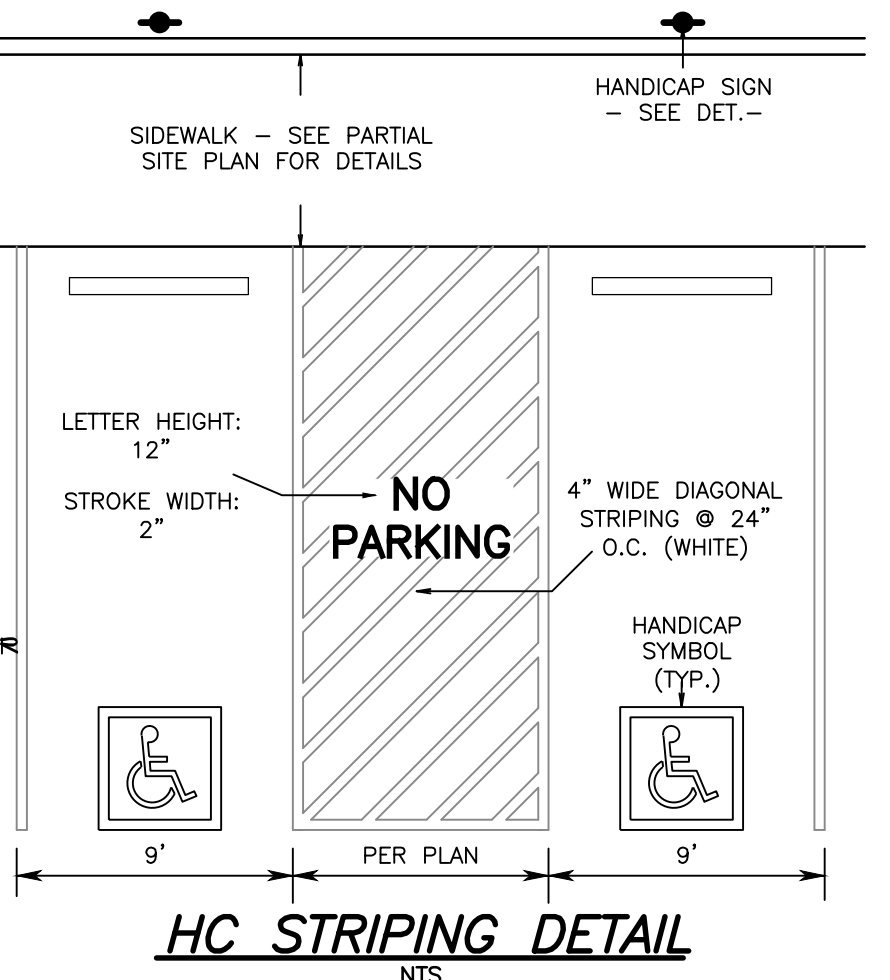 HANDICAP SIGN
– SEE DET.–
SIDEWALK – SEE PARTIAL
SITE PLAN FOR DETAILS
LETTER HEIGHT:
12”
STROKE WIDTH:
2”
NO
PARKING
4” WIDE DIAGONAL
STRIPING @ 24”
O.C. (WHITE)
HANDICAP
SYMBOL
(TYP.)
9’
PER PLAN
9’
HC STRIPING DETAIL
NTS